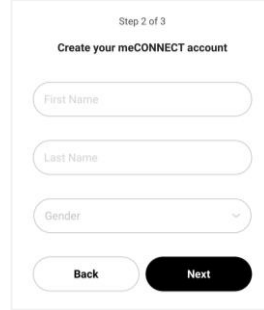 Step 2 of 3
Create your meCONNECT account
First Name
Last Name
Gender
Back
Next